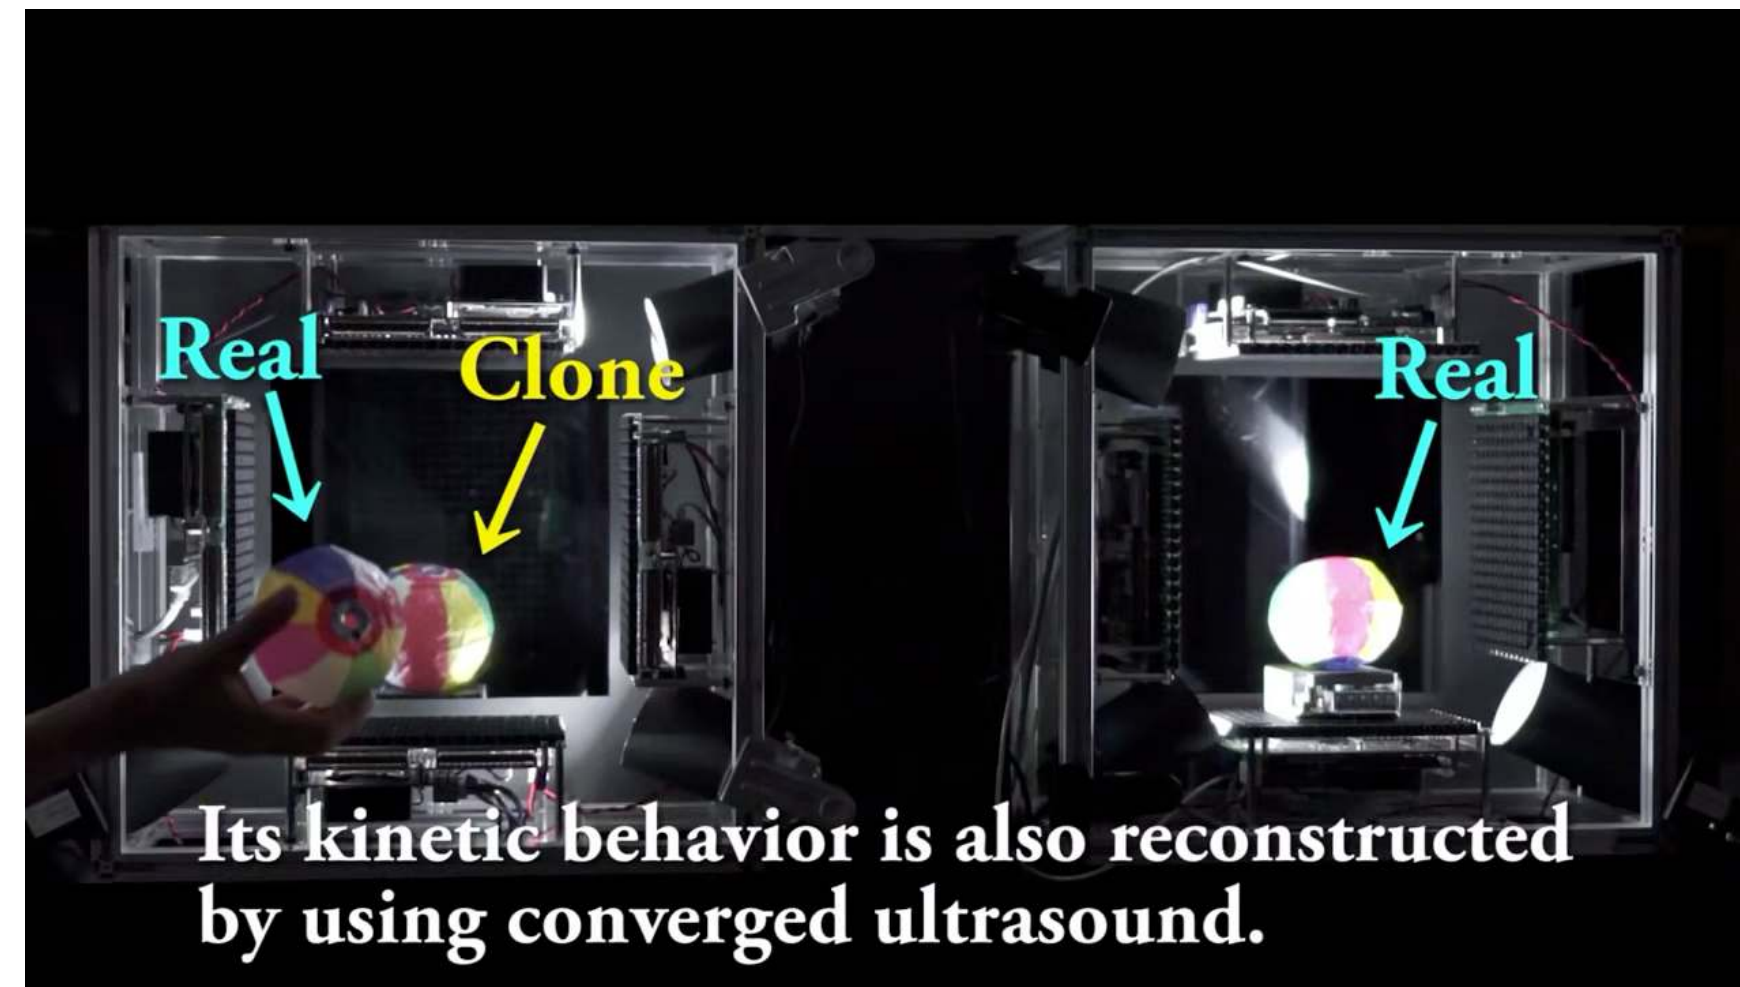 Real
Clone
Real
Its kinetic behavior is also reconstructed
by using converged ultrasound.